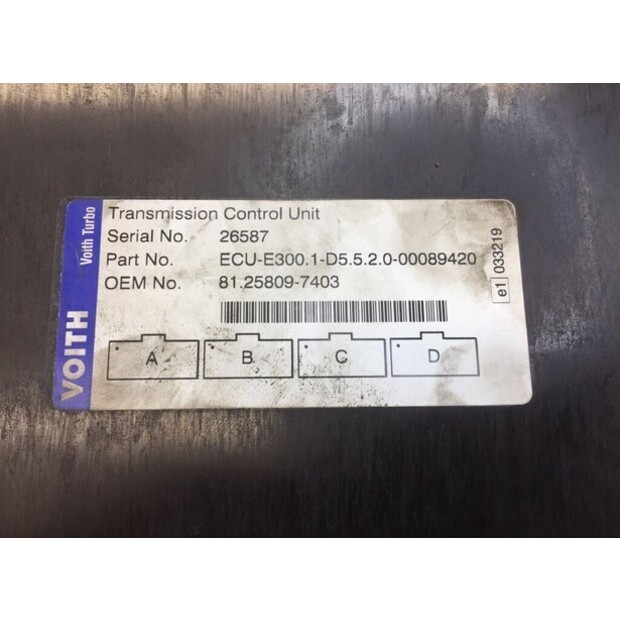 VOITH Voith Turbo
Transmission Control Unit
Serial No. 26587
Part No. ECU-E300.1-D5.5.2.0-00089420
OEM No. 81.25809-7403
e1 033219
A B C D